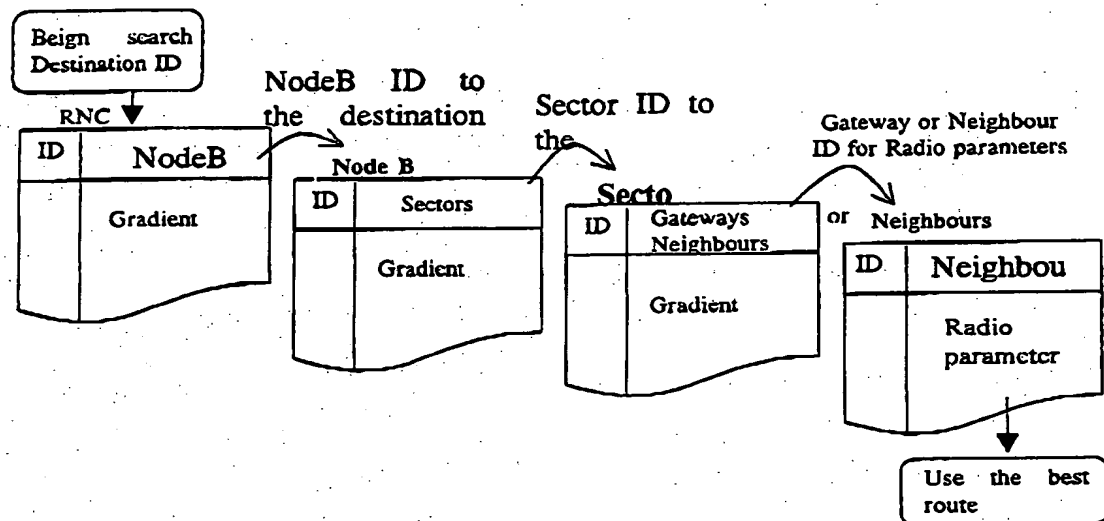 Beign search
Destination ID
RNC
ID NodeB
Gradient
NodeB ID to
the destination
Node B
ID Sectors
Gradient
Sector ID to
the
Secto
ID Gateways
Neighbours
Gradient
Gateway or Neighbour
ID for Radio parameters
or Neighbours
ID Neighbou
Radio
parameter
Use the best
route